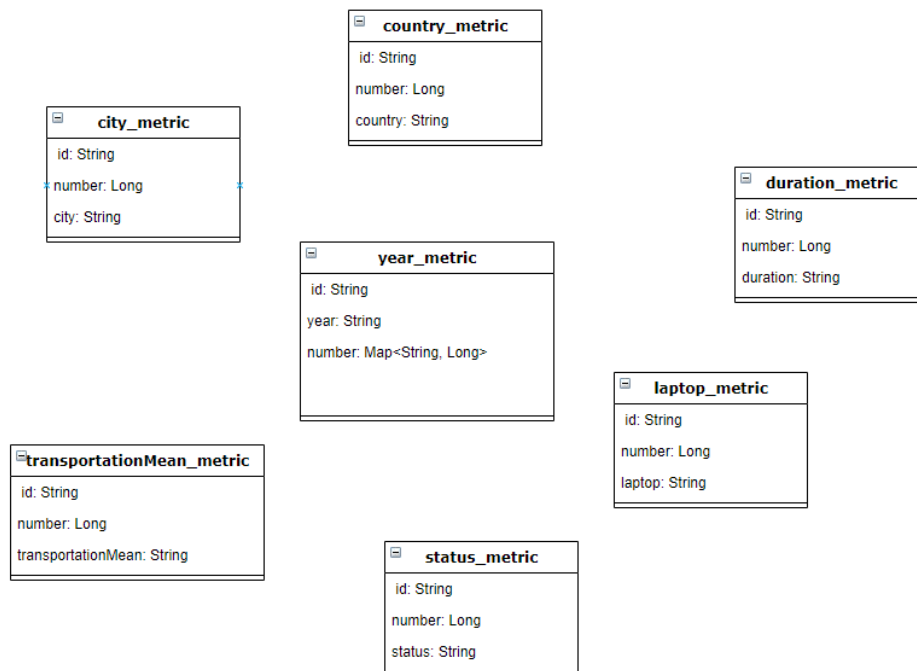 country_metric
id: String
number: Long
country: String
city_metric
id: String
number: Long
city: String
duration_metric
id: String
number: Long
duration: String
year_metric
id: String
year: String
number: Map<String, Long>
laptop_metric
id: String
number: Long
laptop: String
transportationMean_metric
id: String
number: Long
transportationMean: String
status_metric
id: String
number: Long
status: String